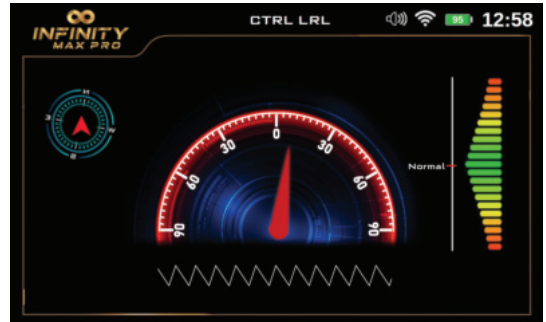 INFINITY
MAX PRO
CTRL LRL
95
12:58
N
W
S
E
0
30
30
60
60
90
90
Normal